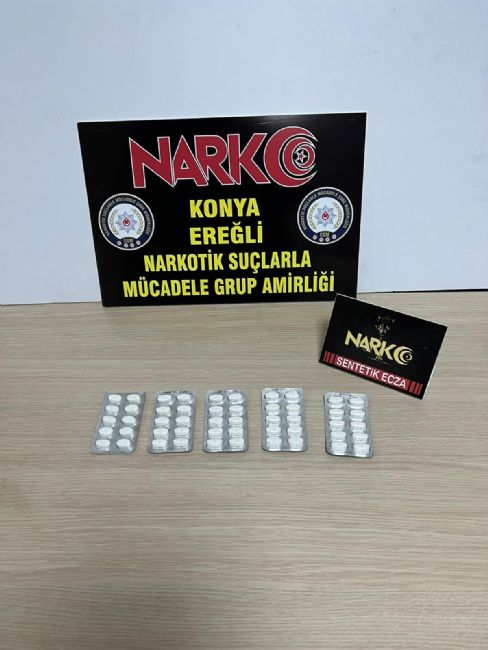 NARKO
KONYA
EREĞLİ
NARKOTİK SUÇLARLA
MÜCADELE GRUP AMİRLİĞİ
NARKO
SENTETİK ECZA